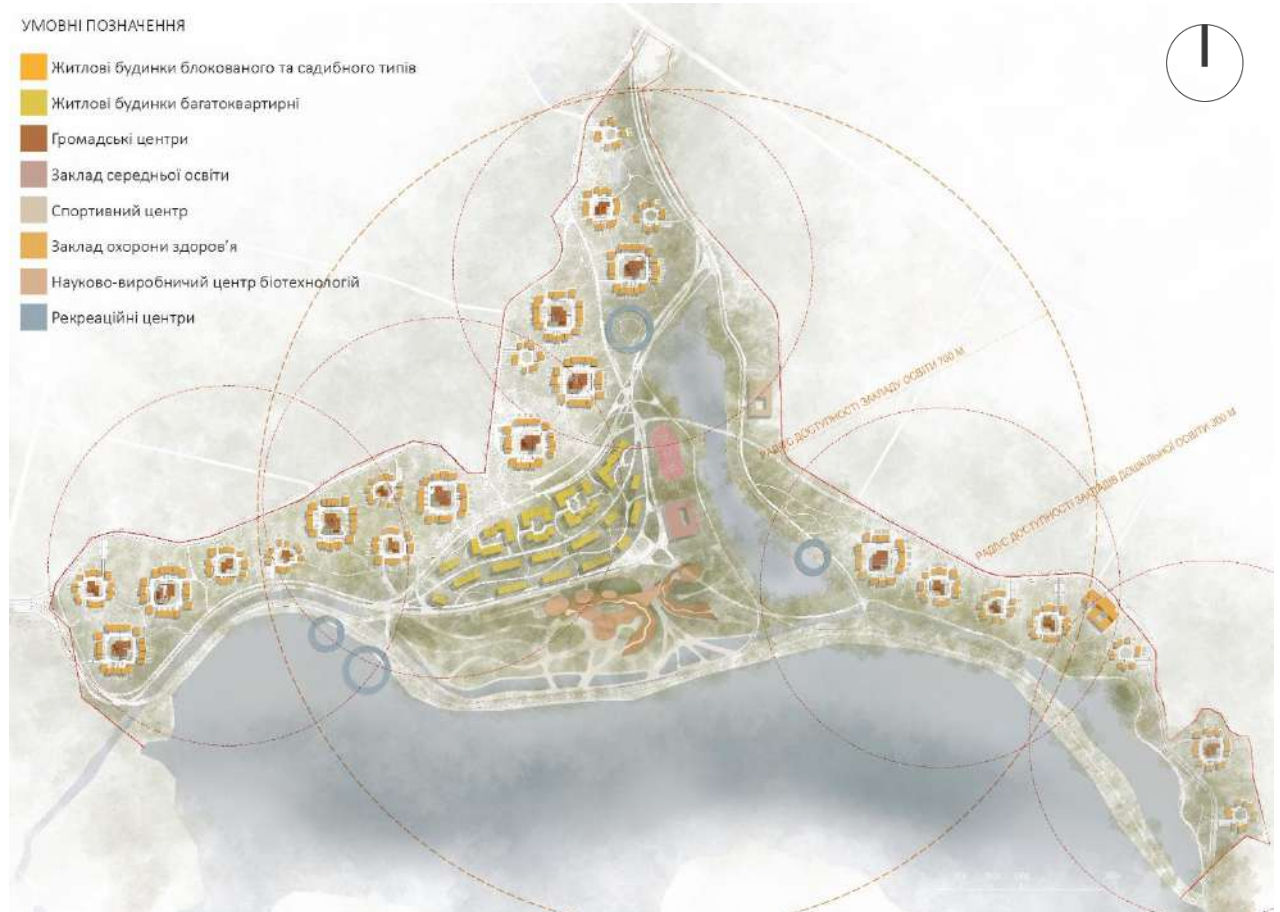 УМОВНІ ПОЗНАЧЕННЯ
Житлові будинки блокованого та садибного типів
Житлові будинки багатоквартирні
Громадські центри
Заклад середньої освіти
Спортивний центр
Заклад охорони здоров'я
Науково-виробничий центр біотехнологій
Рекреаційні центри
РАДІУС ДОСТУПНОСТІ ЗАКЛАДУ ОСВІТИ 700 М
РАДІУС ДОСТУПНОСТІ ЗАКЛАДІВ ДОШКІЛЬНОЇ ОСВІТИ 300 М